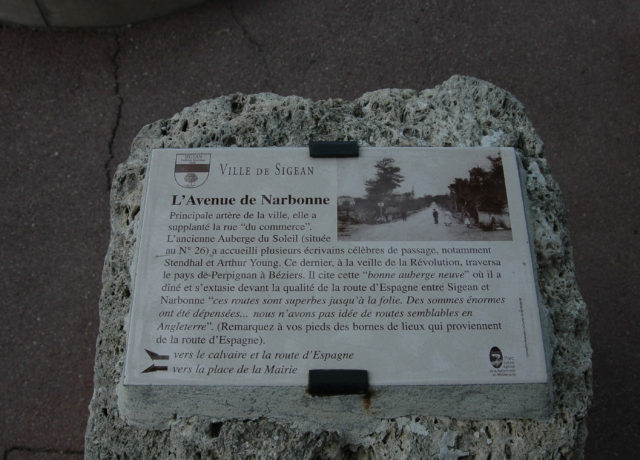 SIGEAN
VILLE DE SIGEAN
L'Avenue de Narbonne
Principale artère de la ville, elle a
supplanté la rue "du commerce".
L'ancienne Auberge du Soleil (située
au N° 26) a accueilli plusieurs écrivains célèbres de passage, notamment
Stendhal et Arthur Young. Ce dernier, à la veille de la Révolution, traversa
le pays de Perpignan à Béziers. Il cite cette "bonne auberge neuve" où il a
dîné et s'extasie devant la qualité de la route d'Espagne entre Sigean et
Narbonne "ces routes sont superbes jusqu'à la folie. Des sommes énormes
ont été dépensées... nous n'avons pas idée de routes semblables en
Angleterre". (Remarquez à vos pieds des bornes de lieux qui proviennent
de la route d'Espagne).
vers le calvaire et la route d'Espagne
vers la place de la Mairie
Parc